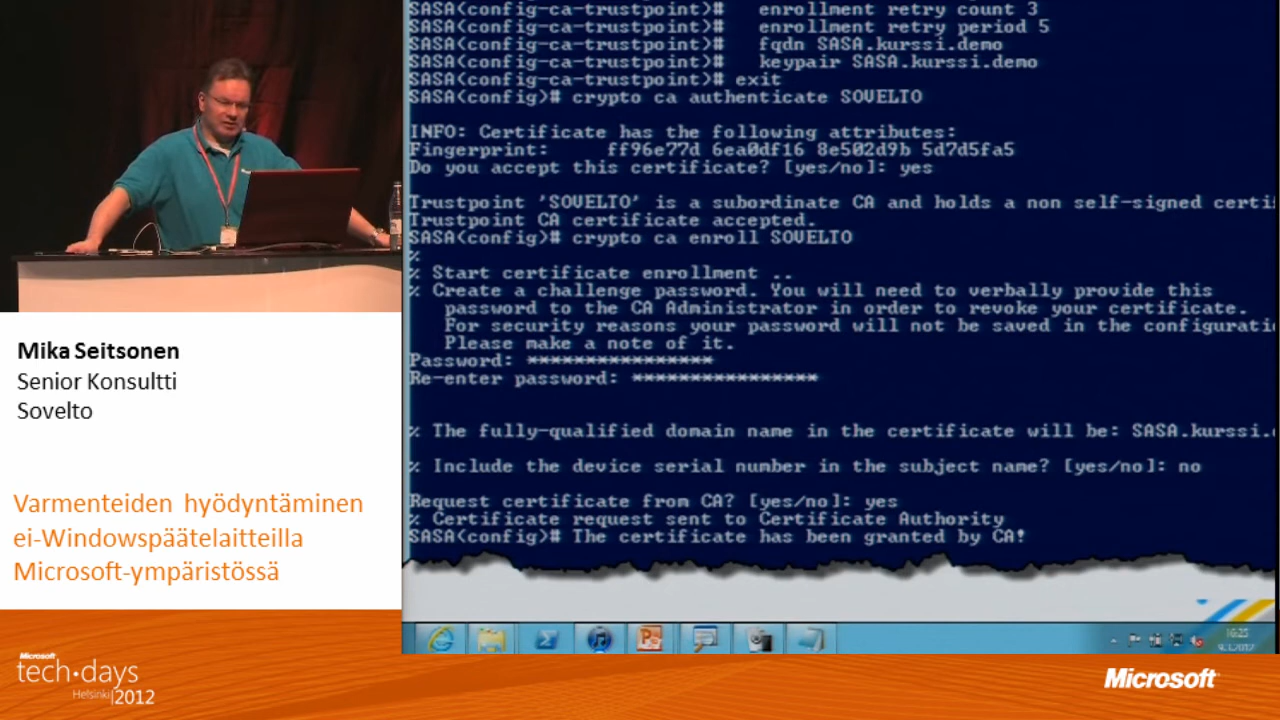 SASA(config-ca-trustpoint)#   enrollment retry count 3
SASA(config-ca-trustpoint)#   enrollment retry period 5
SASA(config-ca-trustpoint)#   fqdn SASA.kurssi.demo
SASA(config-ca-trustpoint)#   keypair SASA.kurssi.demo
SASA(config-ca-trustpoint)# exit
SASA(config)# crypto ca authenticate SOVELTO
INFO: Certificate has the following attributes:
Fingerprint:     ff96e77d 6ea0df16 8e502d9b 5d7d5fa5
Do you accept this certificate? [yes/no]: yes
Trustpoint 'SOVELTO' is a subordinate CA and holds a non self-signed certi
Trustpoint CA certificate accepted.
SASA(config)# crypto ca enroll SOVELTO
%
% Start certificate enrollment ..
% Create a challenge password. You will need to verbally provide this
password to the CA Administrator in order to revoke your certificate.
For security reasons your password will not be saved in the configurati
Please make a note of it.
Password: ****************
Re-enter password: ****************
% The fully-qualified domain name in the certificate will be: SASA.kurssi.
% Include the device serial number in the subject name? [yes/no]: no
Request certificate from CA? [yes/no]: yes
% Certificate request sent to Certificate Authority
SASA(config)# The certificate has been granted by CA!
16:25
Mika Seitsonen
Senior Konsultti
Sovelto
Varmenteiden hyödyntäminen
ei-Windowspäätelaitteilla
Microsoft-ympäristössä
Microsoft
tech·days
Helsinki|2012
Microsoft